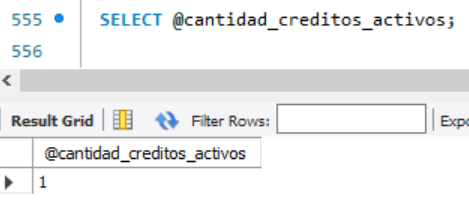 555 SELECT @cantidad_creditos_activos;
556
Result Grid Filter Rows: Expo
@cantidad_creditos_activos
1